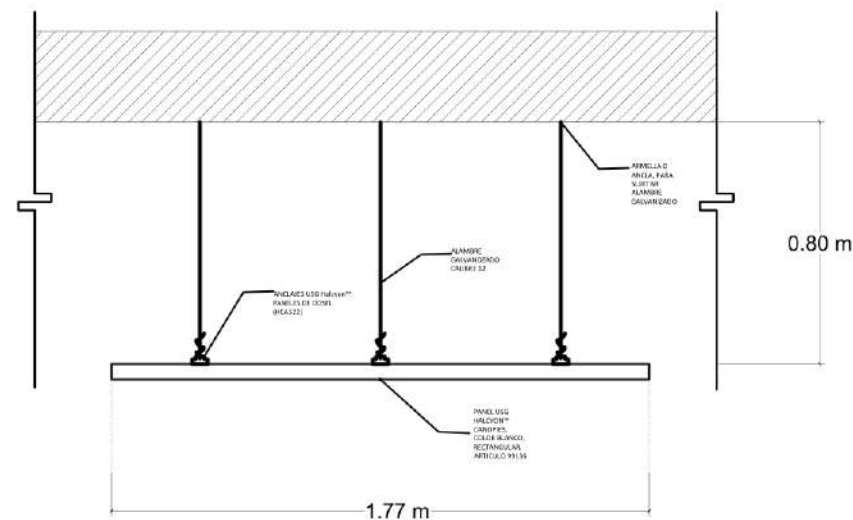 ARMELLA O
ANCLA, PARA
SUJETAR
ALAMBRE
GALVANIZADO
0.80 m
ALAMBRE
GALVANIZADO
CALIBRE 12
ANCLAJES USG Halcyon™
PANELES DE DOSEL
(HCAS22)
PANEL USG
HALCYON™
CANOPIES,
COLOR BLANCO,
RECTANGULAR,
ARTICULO 99136
1.77 m